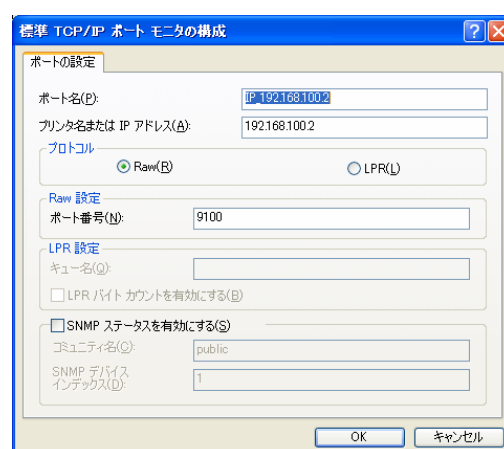 標準 TCP/IP ポート モニタの構成
ポートの設定
ポート名(P):
IP_192.168.100.2
プリンタ名または IP アドレス(A):
192.168.100.2
プロトコル
Raw(R)
LPR(L)
Raw 設定
ポート番号(N):
9100
LPR 設定
キュー名(Q):
LPR バイト カウントを有効にする(B)
SNMP ステータスを有効にする(S)
コミュニティ名(C):
public
SNMP デバイス
インデックス(D):
1
OK
キャンセル